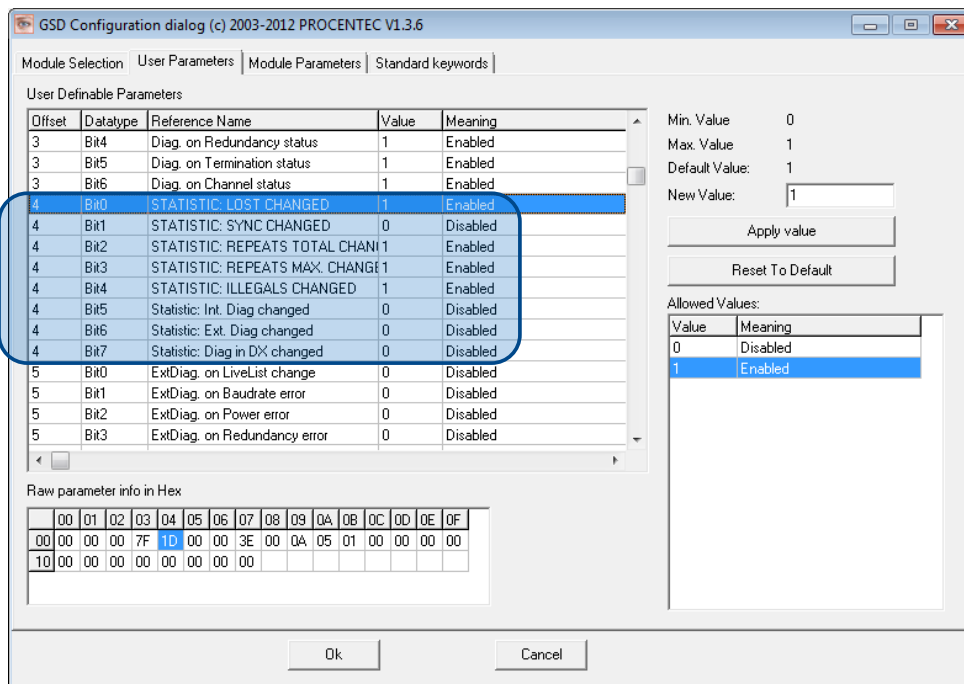 GSD Configuration dialog (c) 2003-2012 PROCENTEC V1.3.6
Module Selection User Parameters Module Parameters Standard keywords
User Definable Parameters
Offset Datatype Reference Name Value Meaning
3 Bit4 Diag. on Redundancy status 1 Enabled
3 Bit5 Diag. on Termination status 1 Enabled
3 Bit6 Diag. on Channel status 1 Enabled
4 Bit0 STATISTIC: LOST CHANGED 1 Enabled
4 Bit1 STATISTIC: SYNC CHANGED 0 Disabled
4 Bit2 STATISTIC: REPEATS TOTAL CHAN 1 Enabled
4 Bit3 STATISTIC: REPEATS MAX. CHANGE 1 Enabled
4 Bit4 STATISTIC: ILLEGALS CHANGED 1 Enabled
4 Bit5 Statistic: Int. Diag changed 0 Disabled
4 Bit6 Statistic: Ext. Diag changed 0 Disabled
4 Bit7 Statistic: Diag in DX changed 0 Disabled
5 Bit0 ExtDiag. on LiveList change 0 Disabled
5 Bit1 ExtDiag. on Baudrate error 0 Disabled
5 Bit2 ExtDiag. on Power error 0 Disabled
5 Bit3 ExtDiag. on Redundancy error 0 Disabled
Min. Value 0
Max. Value 1
Default Value: 1
New Value: 1
Apply value
Reset To Default
Allowed Values:
Value Meaning
0 Disabled
1 Enabled
Raw parameter info in Hex
00 01 02 03 04 05 06 07 08 09 0A 0B 0C 0D 0E 0F
00 00 00 00 7F 1D 00 00 3E 00 0A 05 01 00 00 00 00
10 00 00 00 00 00 00 00 00
Ok Cancel